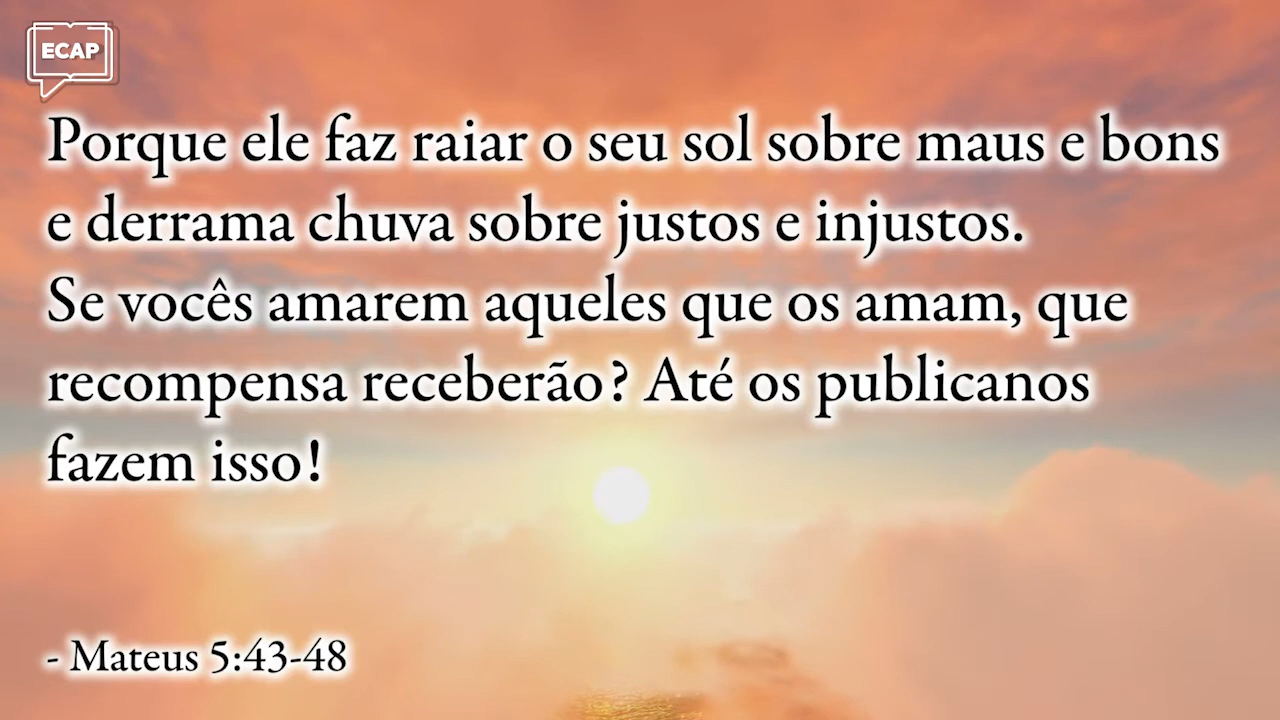 ECAP
Porque ele faz raiar o seu sol sobre maus e bons
e derrama chuva sobre justos e injustos.
Se vocês amarem aqueles que os amam, que
recompensa receberão? Até os publicanos
fazem isso!
- Mateus 5:43-48